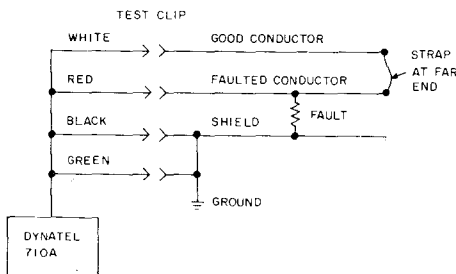 TEST CLIP
WHITE
GOOD CONDUCTOR
STRAP
AT FAR
END
RED
FAULTED CONDUCTOR
BLACK
SHIELD
FAULT
GREEN
GROUND
DYNATEL
710A